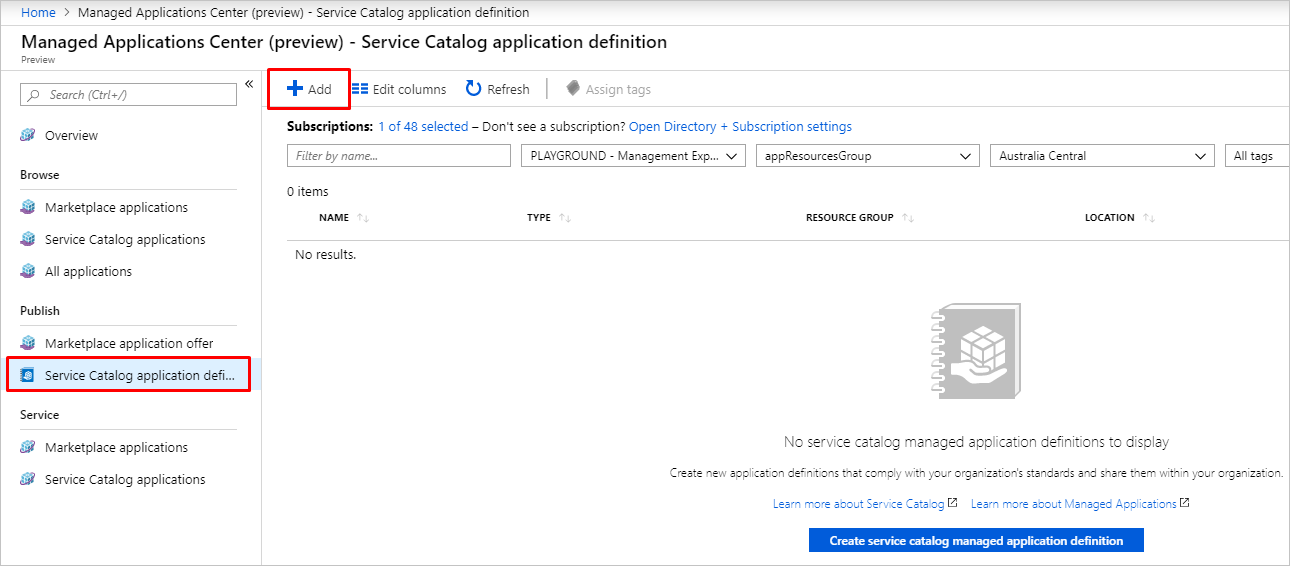 Home > Managed Applications Center (preview) - Service Catalog application definition
Managed Applications Center (preview) - Service Catalog application definition
Preview
Search (Ctrl+/)
«
Overview
Browse
Marketplace applications
Service Catalog applications
All applications
Publish
Marketplace application offer
Service Catalog application defi...
Service
Marketplace applications
Service Catalog applications
Add Edit columns Refresh Assign tags
Subscriptions: 1 of 48 selected – Don't see a subscription? Open Directory + Subscription settings
Filter by name... PLAYGROUND - Management Exp... appResourcesGroup Australia Central All tags
0 items
NAME TYPE RESOURCE GROUP LOCATION
No results.
No service catalog managed application definitions to display
Create new application definitions that comply with your organization's standards and share them within your organization.
Learn more about Service Catalog Learn more about Managed Applications
Create service catalog managed application definition